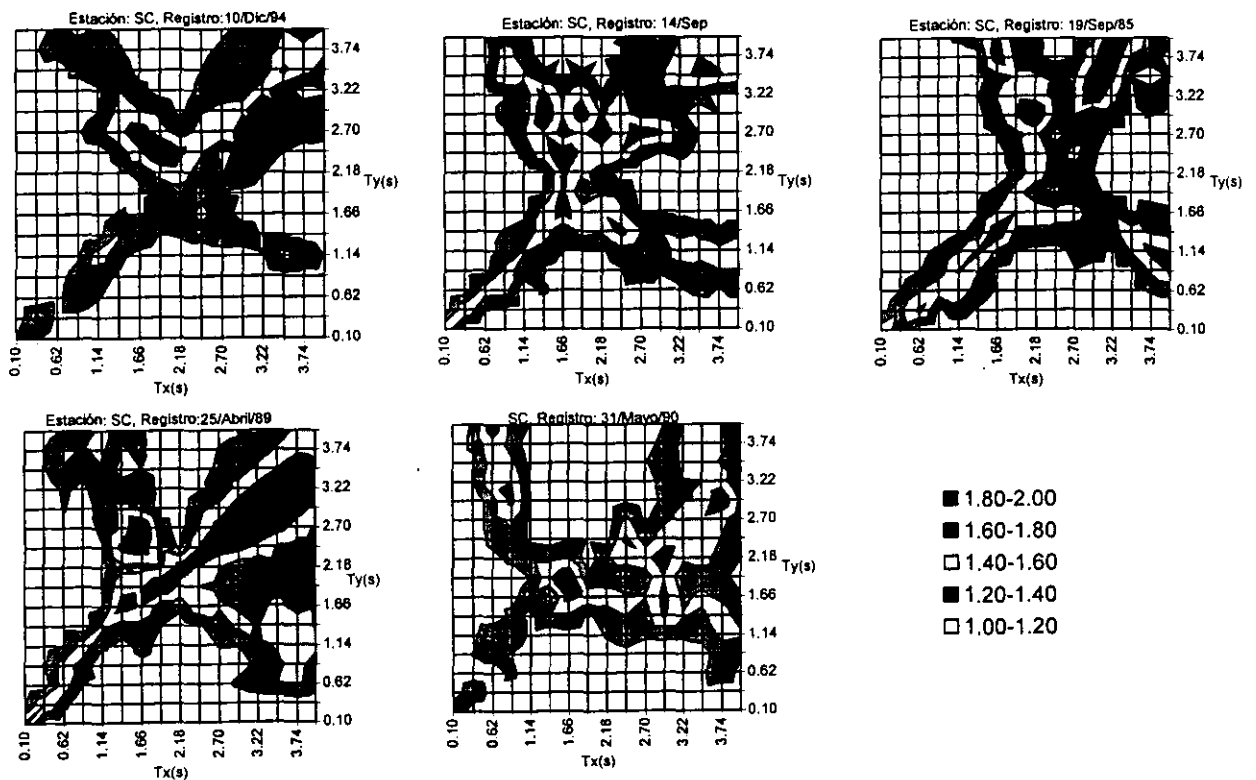 Estación: SC, Registro:10/Dic/94
3.74
3.22
2.70
2.18
1.66
1.14
0.62
0.10
Ty(s)
0.10 0.62 1.14 1.66 2.18 2.70 3.22 3.74
Tx(s)
Estación: SC, Registro: 14/Sep
3.74
3.22
2.70
2.18
1.66
1.14
0.62
0.10
Ty(s)
0.10 0.62 1.14 1.66 2.18 2.70 3.22 3.74
Tx(s)
Estación: SC, Registro: 19/Sep/85
3.74
3.22
2.70
2.18
1.66
1.14
0.62
0.10
Ty(s)
0.10 0.62 1.14 1.66 2.18 2.70 3.22 3.74
Tx(s)
Estación: SC, Registro:25/Abril/89
3.74
3.22
2.70
2.18
1.66
1.14
0.62
0.10
Ty(s)
0.10 0.62 1.14 1.66 2.18 2.70 3.22 3.74
Tx(s)
SC, Registro: 31/Mayo/90
3.74
3.22
2.70
2.18
1.66
1.14
0.62
0.10
Ty(s)
0.10 0.62 1.14 1.66 2.18 2.70 3.22 3.74
Tx(s)
1.80-2.00
1.60-1.80
1.40-1.60
1.20-1.40
1.00-1.20